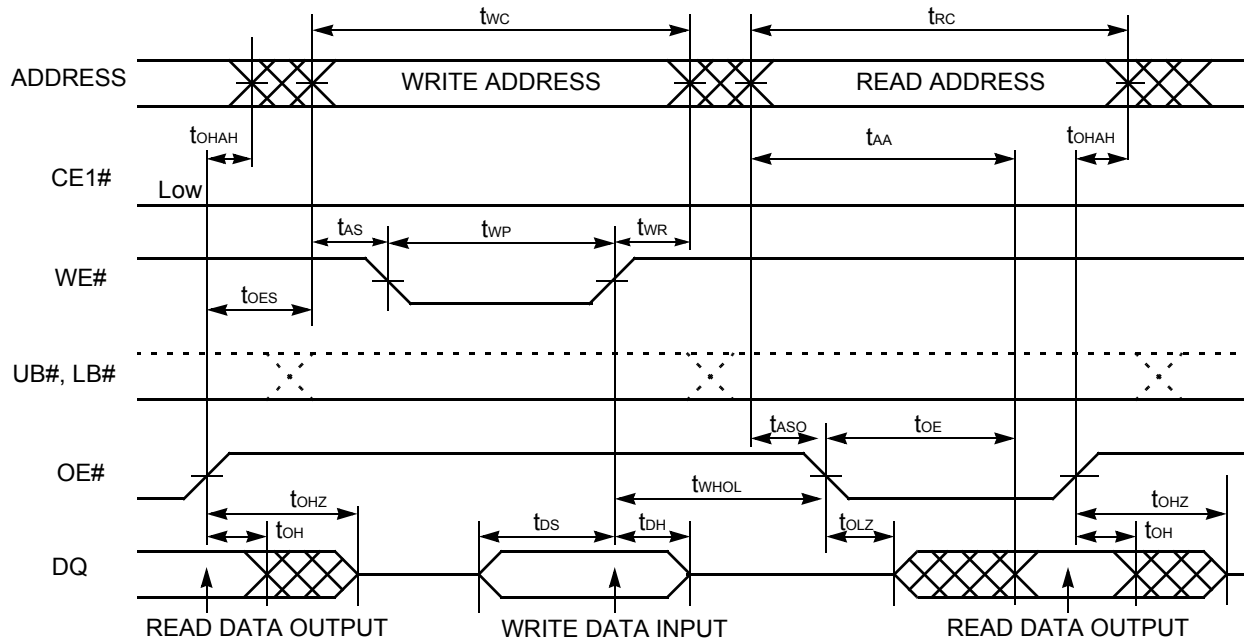 tWC tRC
ADDRESS WRITE ADDRESS READ ADDRESS
tOHAH tAA tOHAH
CE1# Low
tAS tWP tWR
WE#
tOES
UB#, LB#
tASO tOE
OE#
tWHOL
tOHZ tOHZ
tOH tDS tDH tOLZ tOH
DQ
READ DATA OUTPUT WRITE DATA INPUT READ DATA OUTPUT